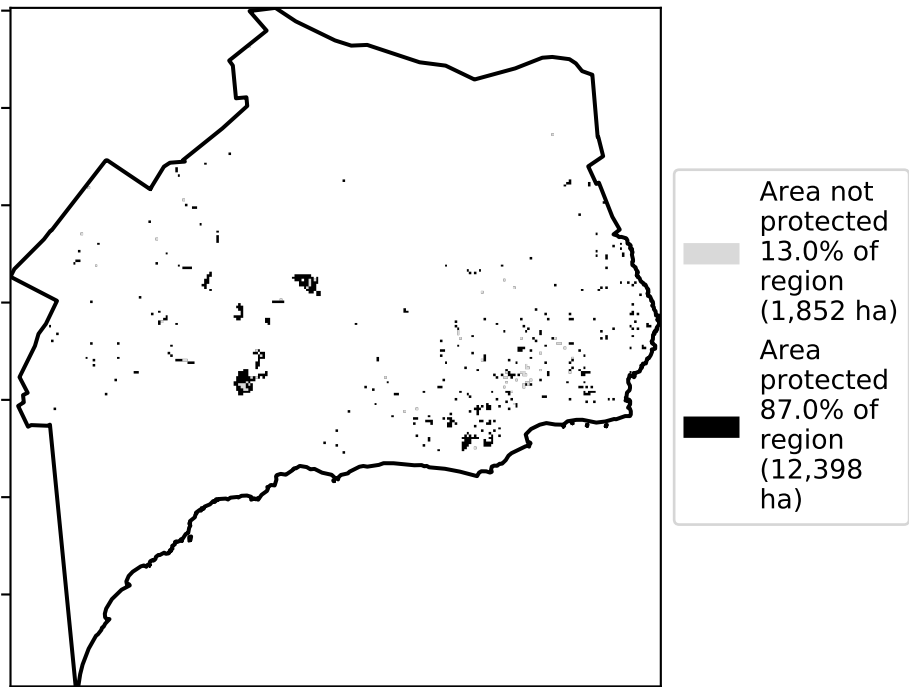 Area not
protected
13.0% of
region
(1,852 ha)
Area
protected
87.0% of
region
(12,398
ha)